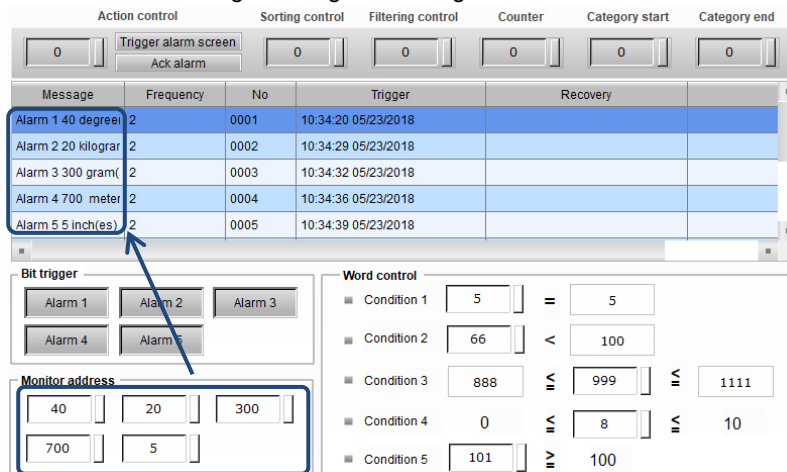 Action control Sorting control Filtering control Counter Category start Category end
0 Trigger alarm screen 0 0 0 0 0
Ack alarm
Message Frequency No Trigger Recovery
Alarm 1 40 degree 2 0001 10:34:20 05/23/2018
Alarm 2 20 kilogram 2 0002 10:34:29 05/23/2018
Alarm 3 300 gram( 2 0003 10:34:32 05/23/2018
Alarm 4 700 meter 2 0004 10:34:36 05/23/2018
Alarm 5 5 inch(es) 2 0005 10:34:39 05/23/2018
Bit trigger
Alarm 1 Alarm 2 Alarm 3
Alarm 4 Alarm 5
Monitor address
40 20 300
700 5
Word control
Condition 1 5 = 5
Condition 2 66 < 100
Condition 3 888 ≦ 999 ≦ 1111
Condition 4 0 ≦ 8 ≦ 10
Condition 5 101 ≧ 100